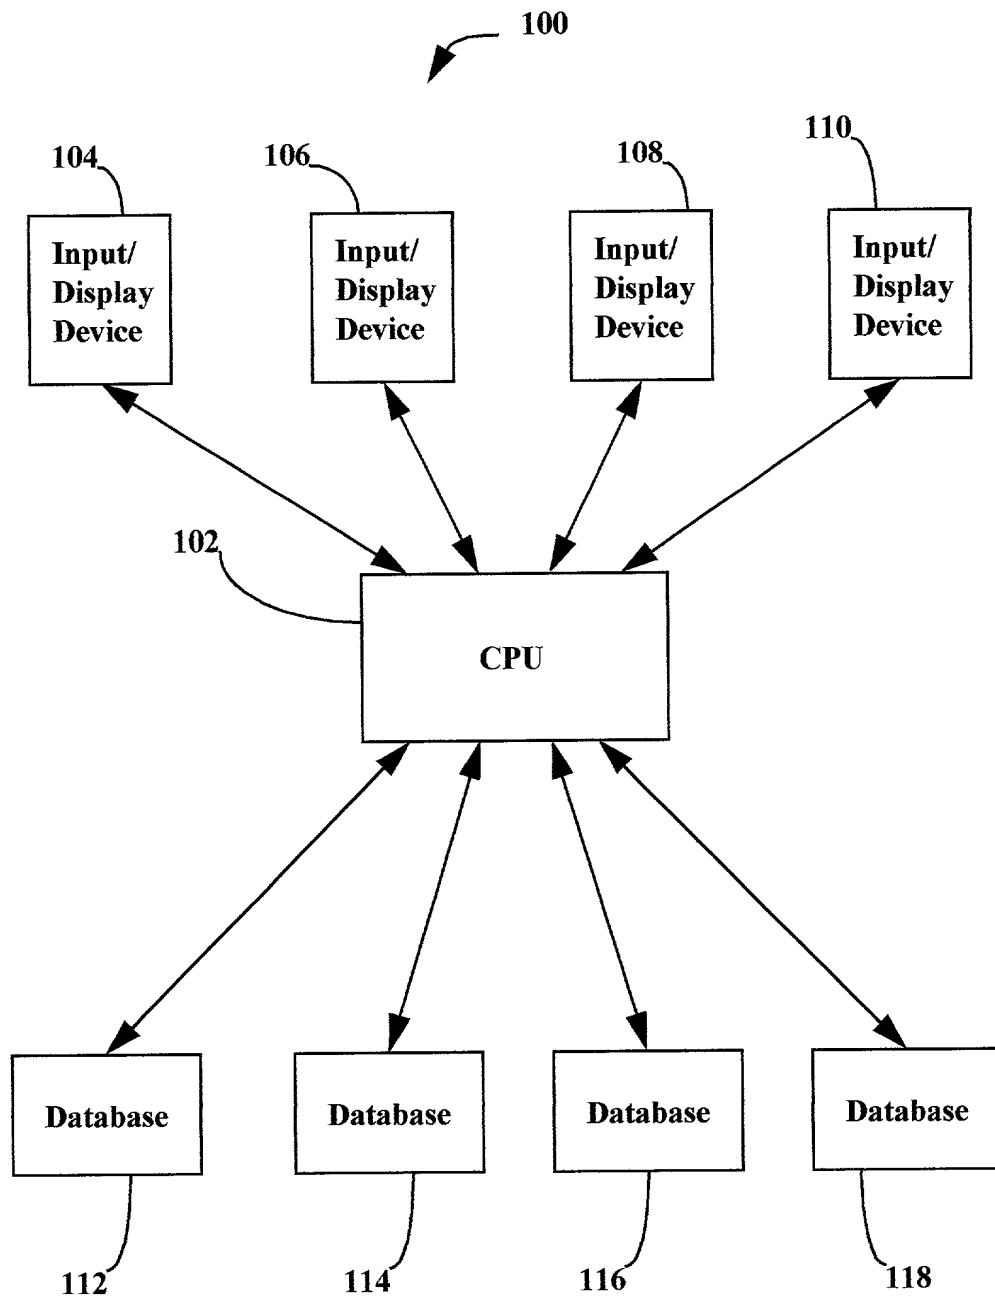 100
104
106
108
110
Input/
Display
Device
Input/
Display
Device
Input/
Display
Device
Input/
Display
Device
102
CPU
Database
Database
Database
Database
112
114
116
118